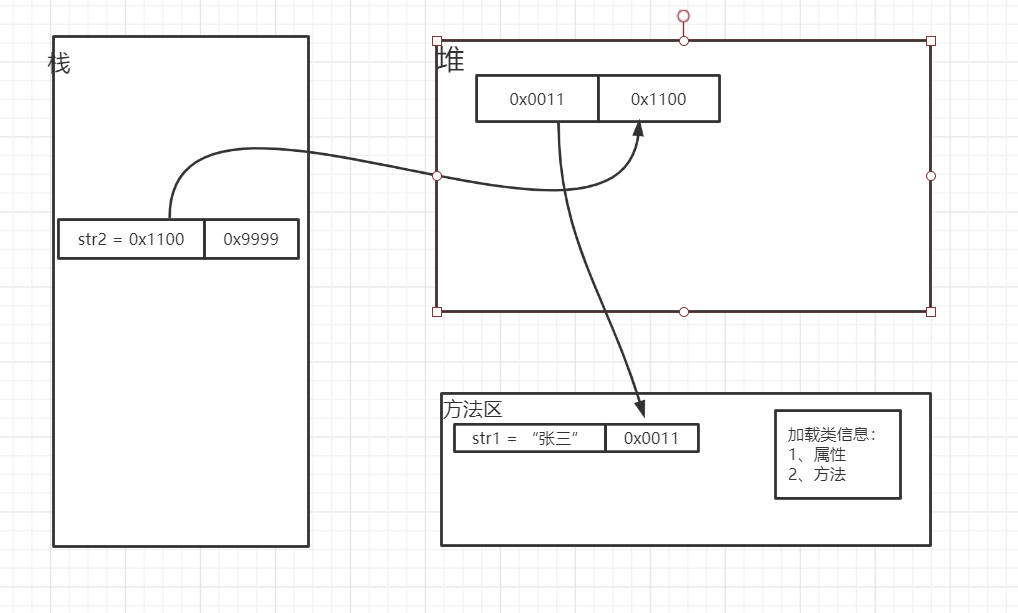 栈
堆
0x0011
0x1100
str2 = 0x1100
0x9999
方法区
str1 = “张三“
0x0011
加载类信息：
1、属性
2、方法